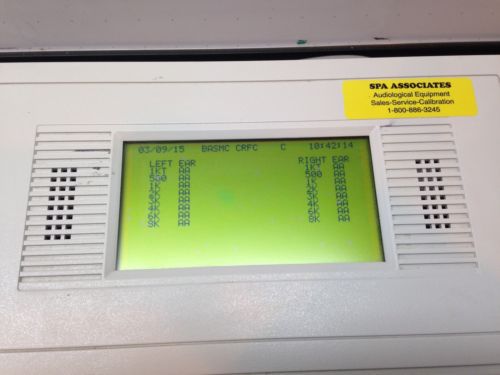 SPA ASSOCIATES
Audiological Equipment
Sales-Service-Calibration
1-800-886-3245
03/09/15 BASMC CRFC C 10:42:14
LEFT EAR
1KT AA
500 AA
1K AA
2K AA
3K AA
4K AA
6K AA
8K AA
RIGHT EAR
1KT AA
500 AA
1K AA
2K AA
3K AA
4K AA
6K AA
8K AA